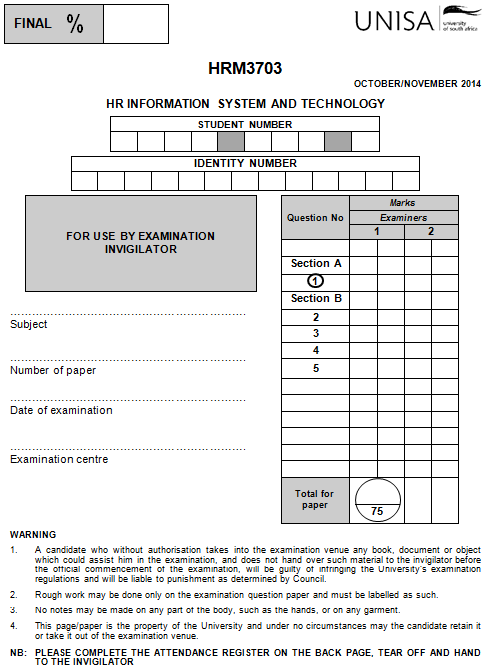 FINAL %
UNISA university
of south africa
HRM3703
OCTOBER/NOVEMBER 2014
HR INFORMATION SYSTEM AND TECHNOLOGY
STUDENT NUMBER
IDENTITY NUMBER
FOR USE BY EXAMINATION
INVIGILATOR
Question No
Marks
Examiners
1 2
Section A
1
Section B
2
3
4
5
Total for
paper
75
Subject
Number of paper
Date of examination
Examination centre
WARNING
1. A candidate who without authorisation takes into the examination venue any book, document or object
which could assist him in the examination, and does not hand over such material to the invigilator before
the official commencement of the examination, will be guilty of infringing the University's examination
regulations and will be liable to punishment as determined by Council.
2. Rough work may be done only on the examination question paper and must be labelled as such.
3. No notes may be made on any part of the body, such as the hands, or on any garment.
4. This page/paper is the property of the University and under no circumstances may the candidate retain it
or take it out of the examination venue.
NB: PLEASE COMPLETE THE ATTENDANCE REGISTER ON THE BACK PAGE, TEAR OFF AND HAND
TO THE INVIGILATOR